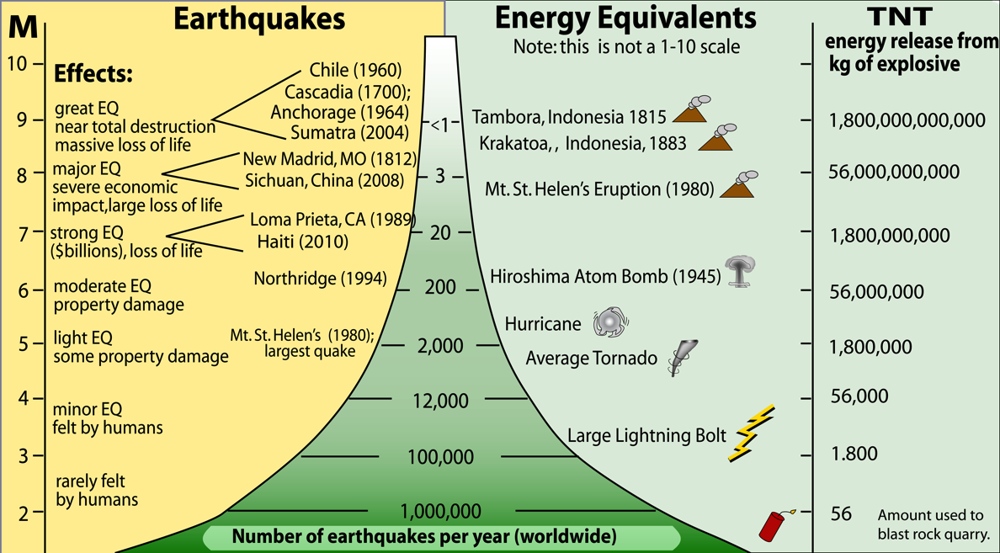 M
Earthquakes
Energy Equivalents
Note: this is not a 1-10 scale
TNT
energy release from
kg of explosive
10
9
8
7
6
5
4
3
2
Effects:
great EQ
near total destruction
massive loss of life
major EQ
severe economic
impact,large loss of life
strong EQ
($billions), loss of life
moderate EQ
property damage
light EQ
some property damage
minor EQ
felt by humans
rarely felt
by humans
Chile (1960)
Cascadia (1700);
Anchorage (1964)
Sumatra (2004)
New Madrid, MO (1812)
Sichuan, China (2008)
Loma Prieta, CA (1989)
Haiti (2010)
Northridge (1994)
Mt. St. Helen's (1980);
largest quake
<1
3
20
200
2,000
12,000
100,000
1,000,000
Number of earthquakes per year (worldwide)
Tambora, Indonesia 1815
Krakatoa, , Indonesia, 1883
Mt. St. Helen's Eruption (1980)
Hiroshima Atom Bomb (1945)
Hurricane
Average Tornado
Large Lightning Bolt
1,800,000,000,000
56,000,000,000
1,800,000,000
56,000,000
1,800,000
56,000
1.800
56
Amount used to
blast rock quarry.